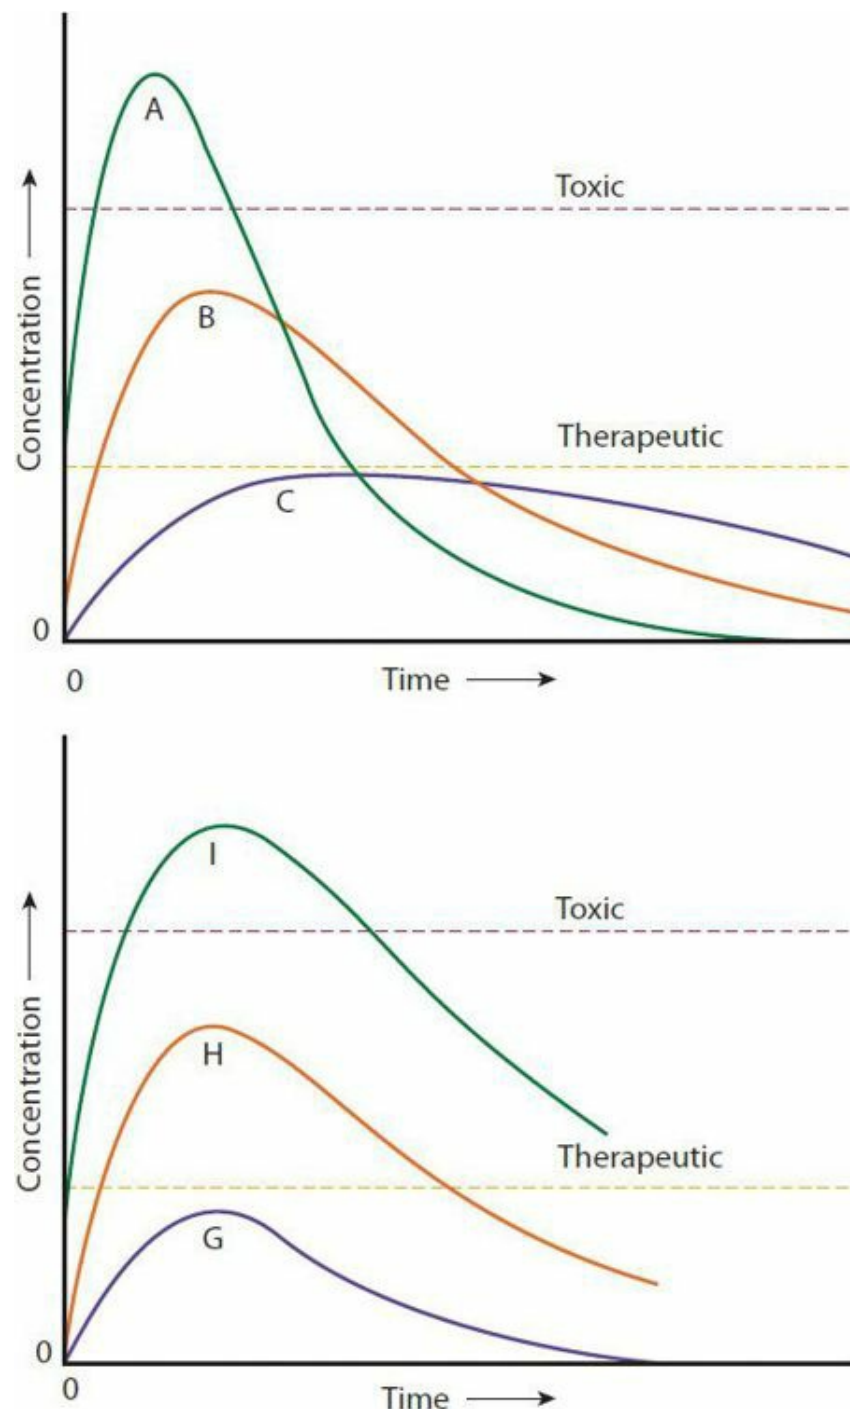 A
Toxic
B
Therapeutic
C
Concentration
0
0
Time
I
Toxic
H
Therapeutic
G
Concentration
0
0
Time